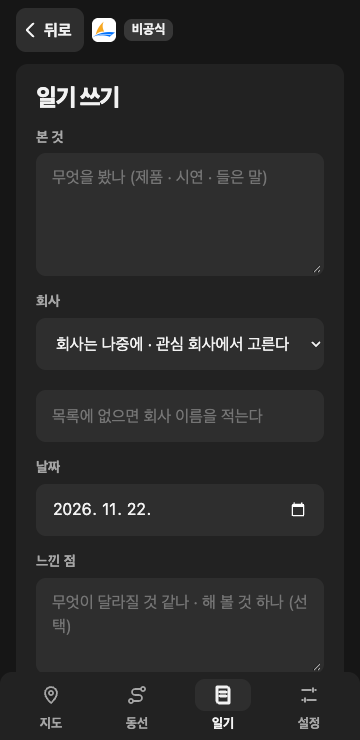 뒤로
비공식
일기 쓰기
본 것
무엇을 봤나 (제품 · 시연 · 들은 말)
회사
회사는 나중에 · 관심 회사에서 고른다
목록에 없으면 회사 이름을 적는다
날짜
2026. 11. 22.
느낀 점
무엇이 달라질 것 같나 · 해 볼 것 하나 (선
택)
지도
동선
일기
설정